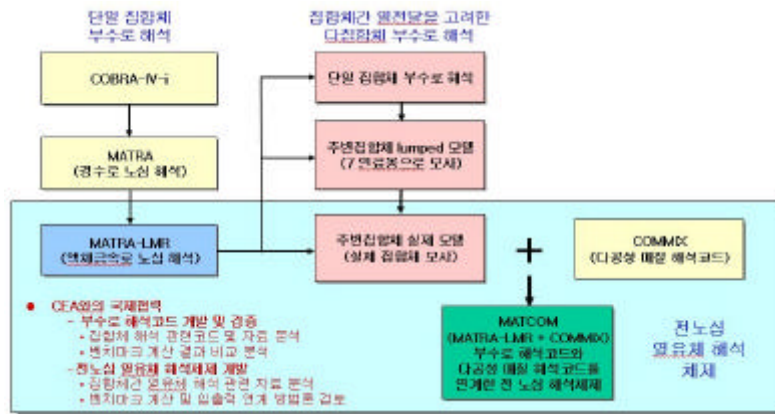 단일 집합체
부수로 해석
집합체간 열전달을 고려한
다집합체 부수로 해석
COBRA-IV-i
단일 집합체 부수로 해석
MATRA
(경수로 노심 해석)
주변집합체 lumped 모델
(7 연료봉으로 모사)
MATRA-LMR
(액체금속로 노심 해석)
주변집합체 실제 모델
(실제 집합체 모사)
+
COMMIX
(다공성 매질 해석코드)
● CEA와의 국제협력
- 부수로 해석코드 개발 및 검증
• 집합체 해석 관련코드 및 자료 분석
• 벤치마크 계산 결과 비교 분석
-전노심 열유체 해석체제 개발
• 집합체간 열유체 해석 관련 자료 분석
• 벤치마크 계산 및 입출력 연계 방법론 검토
MATCOM
(MATRA-LMR + COMMIX)
부수로 해석코드와
다공성 매질 해석코드를
연계한 전 노심 해석체제
전노심
열유체 해석
체제